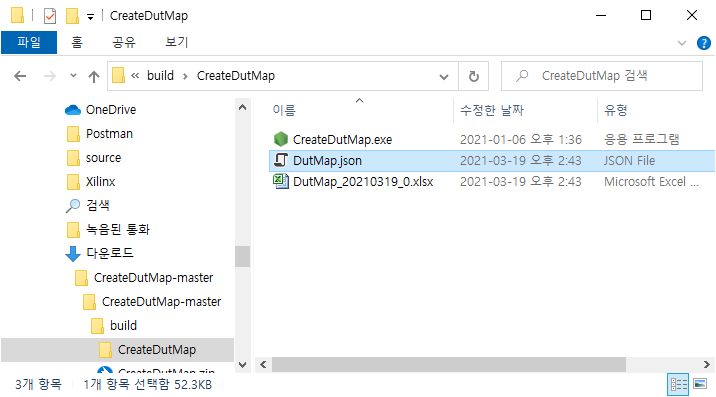 CreateDutMap
파일 홈 공유 보기
« build > CreateDutMap
CreateDutMap 검색
OneDrive
Postman
source
Xilinx
검색
녹음된 통화
다운로드
CreateDutMap-master
CreateDutMap-master
build
CreateDutMap
CreateDutMap.zip
이름 수정한 날짜 유형
CreateDutMap.exe 2021-01-06 오후 1:36 응용 프로그램
DutMap.json 2021-03-19 오후 2:43 JSON File
DutMap_20210319_0.xlsx 2021-03-19 오후 2:43 Microsoft Excel ...
3개 항목 1개 항목 선택함 52.3KB